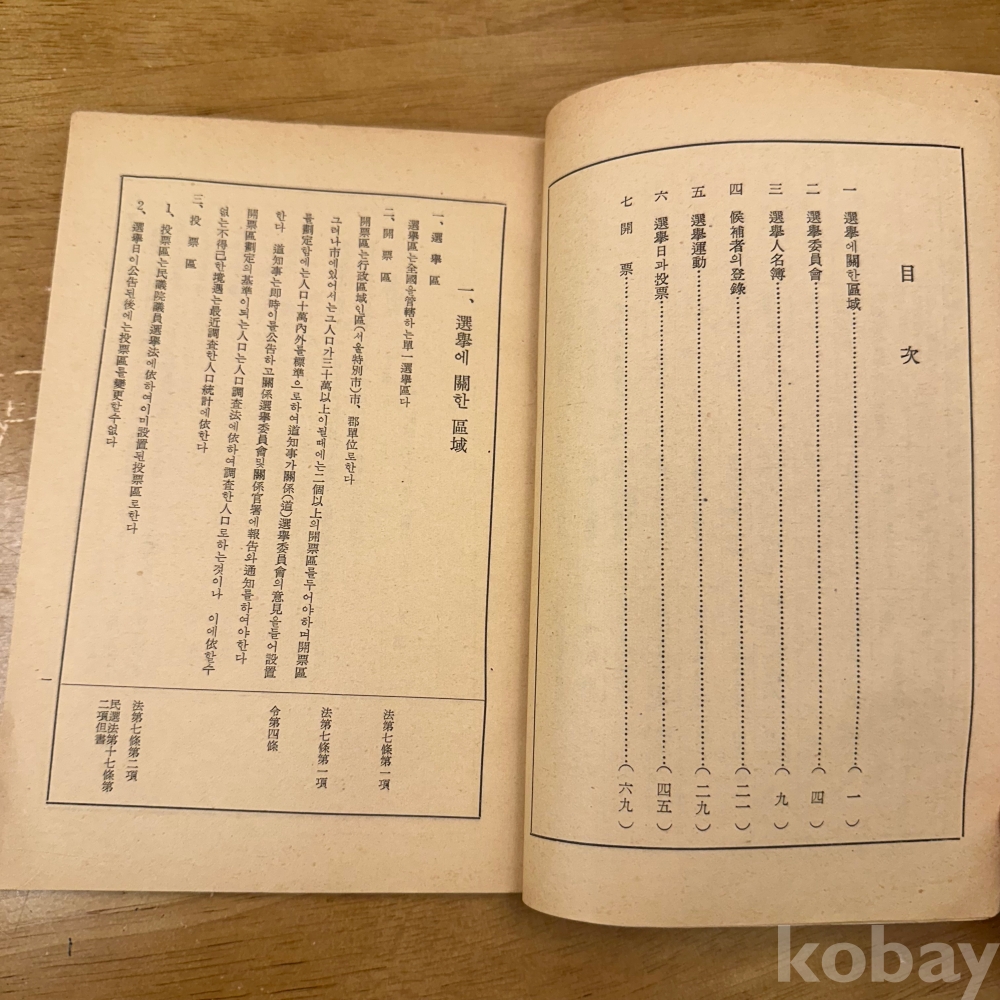 目次
一 選擧에關한區域……(一)
二 選擧委員會……(四)
三 選擧人名簿……(九)
四 候補者의登錄……(二一)
五 選擧運動……(二九)
六 選擧日과投票……(四五)
七 開票……(六九)
一、選擧에 關한 區域
一、選擧區
選擧區는全國을管轄하는單一選擧區다
法第七條第一項
二、開票區
開票區는行政區域인區(서울特別市)市、郡單位로한다
그러나市에있어서는그人口가三十萬以上이될때에는二個以上의開票區를두어야하며開票區
法第七條第一項
를劃定함에는人口十萬內外를標準으로하여道知事가關係(道)選擧委員會의意見을들어設置
한다 道知事는卽時이를公告하고關係選擧委員會및關係官署에報告와通知를하여야한다
令第四條
開票區劃定의基準이되는人口는人口調査法에依하여調査한人口로하는것이나 이에依할수
없는不得已한境遇는最近調査한人口統計에依한다
三、投票區
1、投票區는民議院議員選擧法에依하여이미設置된投票區로한다
法第七條第二項
2、選擧日이公告된後에는投票區를變更할수없다
民選法第十七條第
二項但書
一
kobay